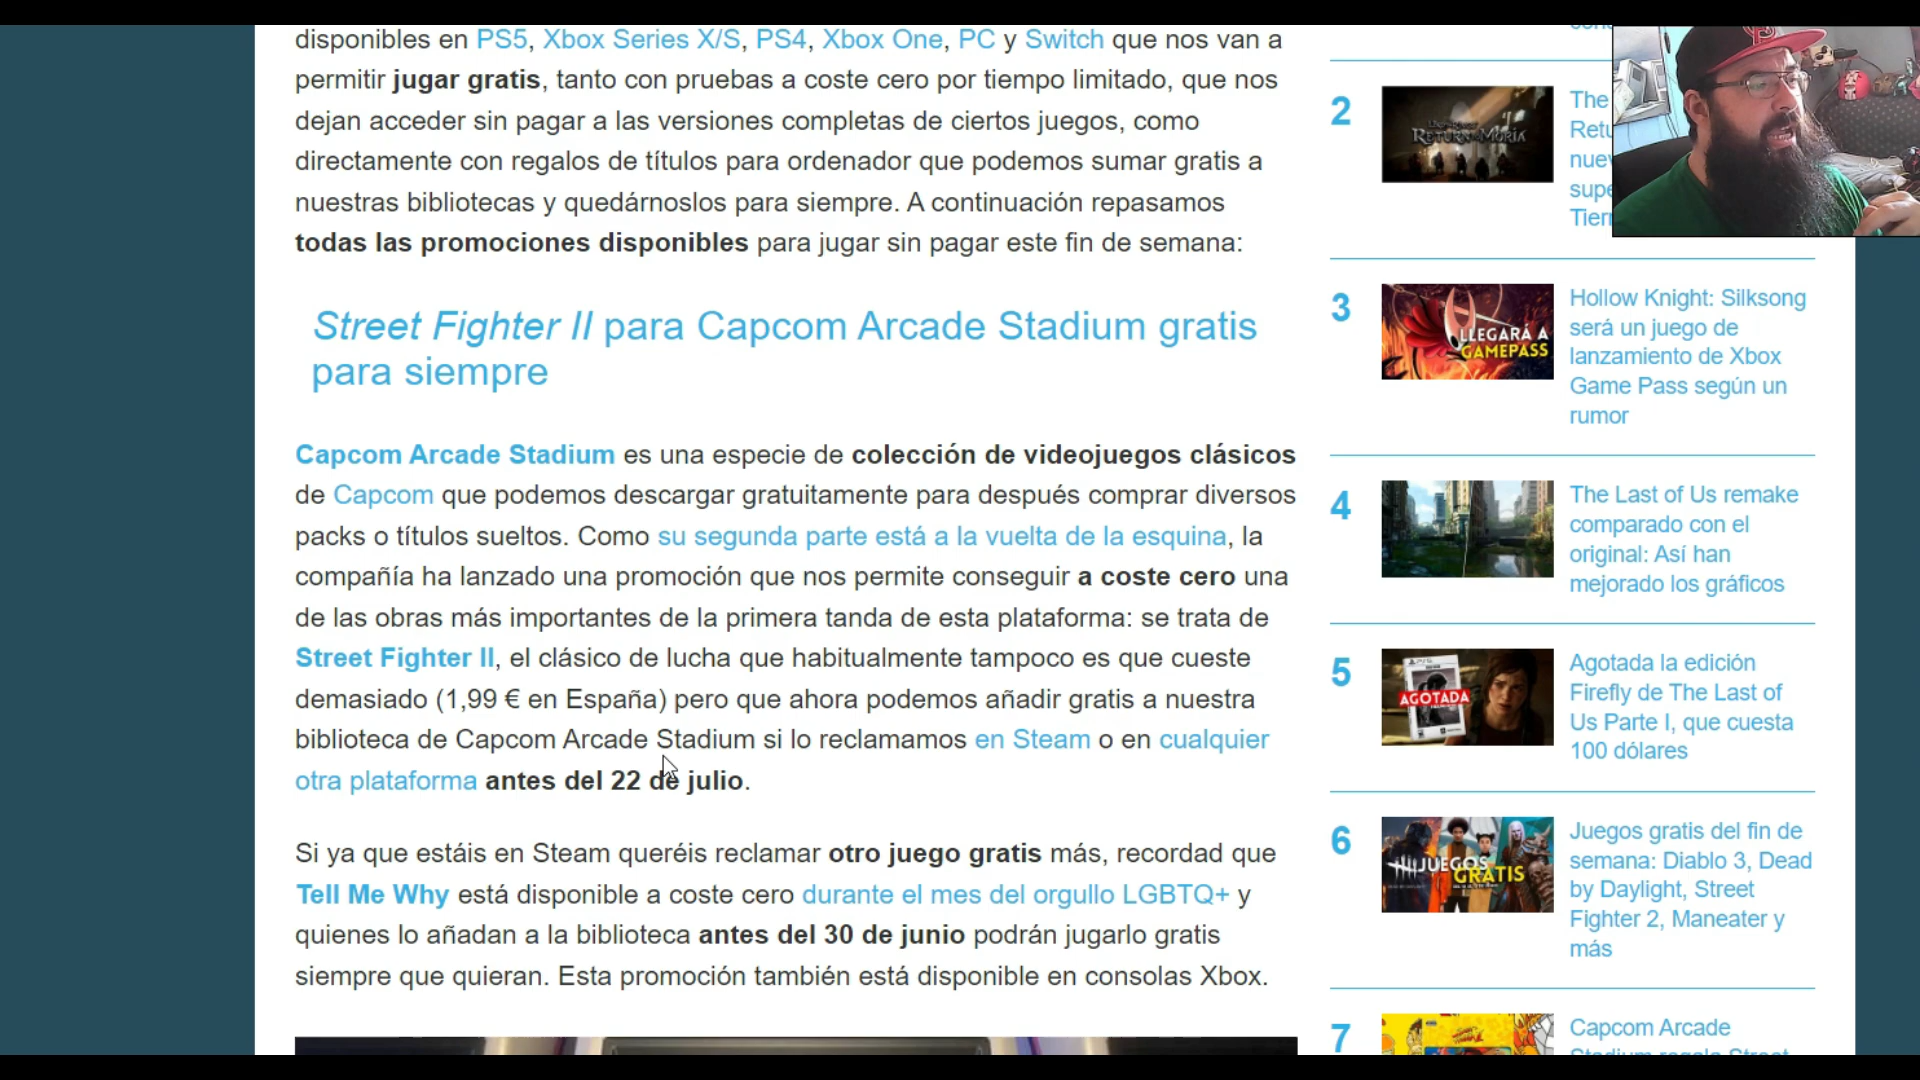 disponibles en PS5, Xbox Series X/S, PS4, Xbox One, PC y Switch que nos van a
permitir jugar gratis, tanto con pruebas a coste cero por tiempo limitado, que nos
dejan acceder sin pagar a las versiones completas de ciertos juegos, como
directamente con regalos de títulos para ordenador que podemos sumar gratis a
nuestras bibliotecas y quedárnoslos para siempre. A continuación repasamos
todas las promociones disponibles para jugar sin pagar este fin de semana:
Street Fighter II para Capcom Arcade Stadium gratis
para siempre
Capcom Arcade Stadium es una especie de colección de videojuegos clásicos
de Capcom que podemos descargar gratuitamente para después comprar diversos
packs o títulos sueltos. Como su segunda parte está a la vuelta de la esquina, la
compañía ha lanzado una promoción que nos permite conseguir a coste cero una
de las obras más importantes de la primera tanda de esta plataforma: se trata de
Street Fighter II, el clásico de lucha que habitualmente tampoco es que cueste
demasiado (1,99 € en España) pero que ahora podemos añadir gratis a nuestra
biblioteca de Capcom Arcade Stadium si lo reclamamos en Steam o en cualquier
otra plataforma antes del 22 de julio.
Si ya que estáis en Steam queréis reclamar otro juego gratis más, recordad que
Tell Me Why está disponible a coste cero durante el mes del orgullo LGBTQ+ y
quienes lo añadan a la biblioteca antes del 30 de junio podrán jugarlo gratis
siempre que quieran. Esta promoción también está disponible en consolas Xbox.
2
RETURN MORIA
The
3
LLEGARÁ A
GAMEPASS
Hollow Knight: Silksong
será un juego de
lanzamiento de Xbox
Game Pass según un
rumor
4
The Last of Us remake
comparado con el
original: Así han
mejorado los gráficos
5
AGOTADA
Agotada la edición
Firefly de The Last of
Us Parte I, que cuesta
100 dólares
6
JUEGOS
GRATIS
Juegos gratis del fin de
semana: Diablo 3, Dead
by Daylight, Street
Fighter 2, Maneater y
más
7
Capcom Arcade